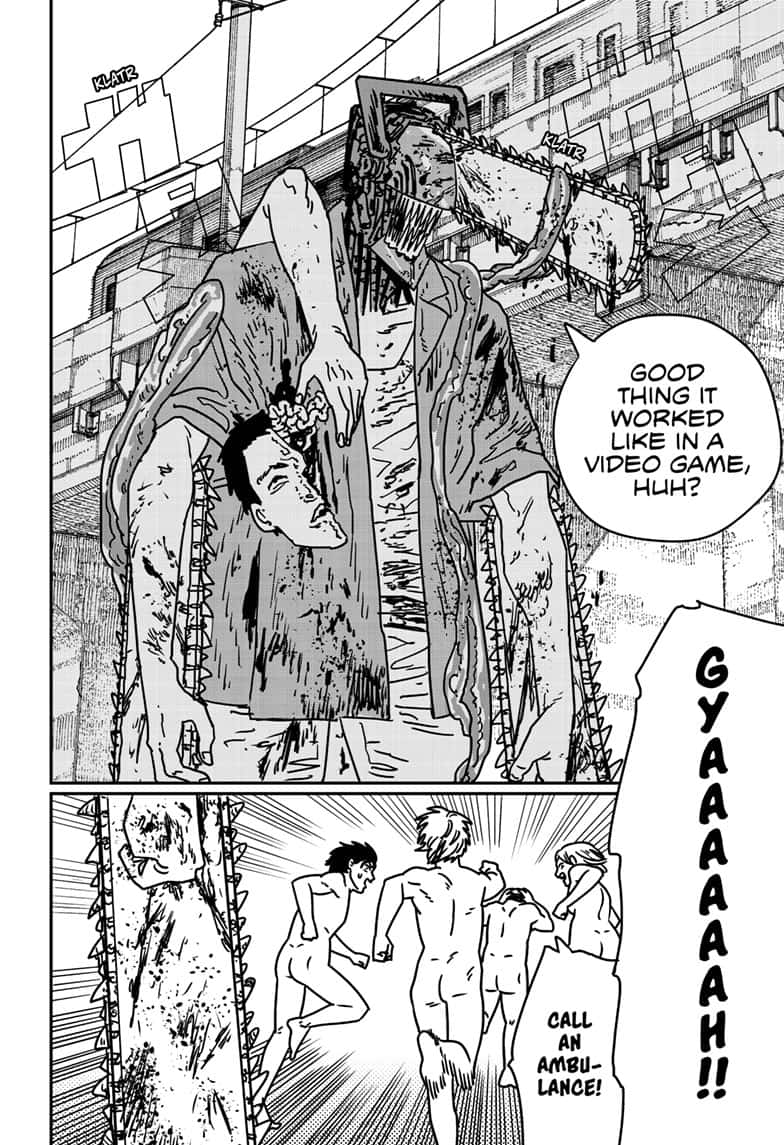 KLATR
KLATR
GOOD
THING IT
WORKED
LIKE IN A
VIDEO GAME,
HUH?
GYAAAAAAAH!!
CALL
AN
AMBU-
LANCE!